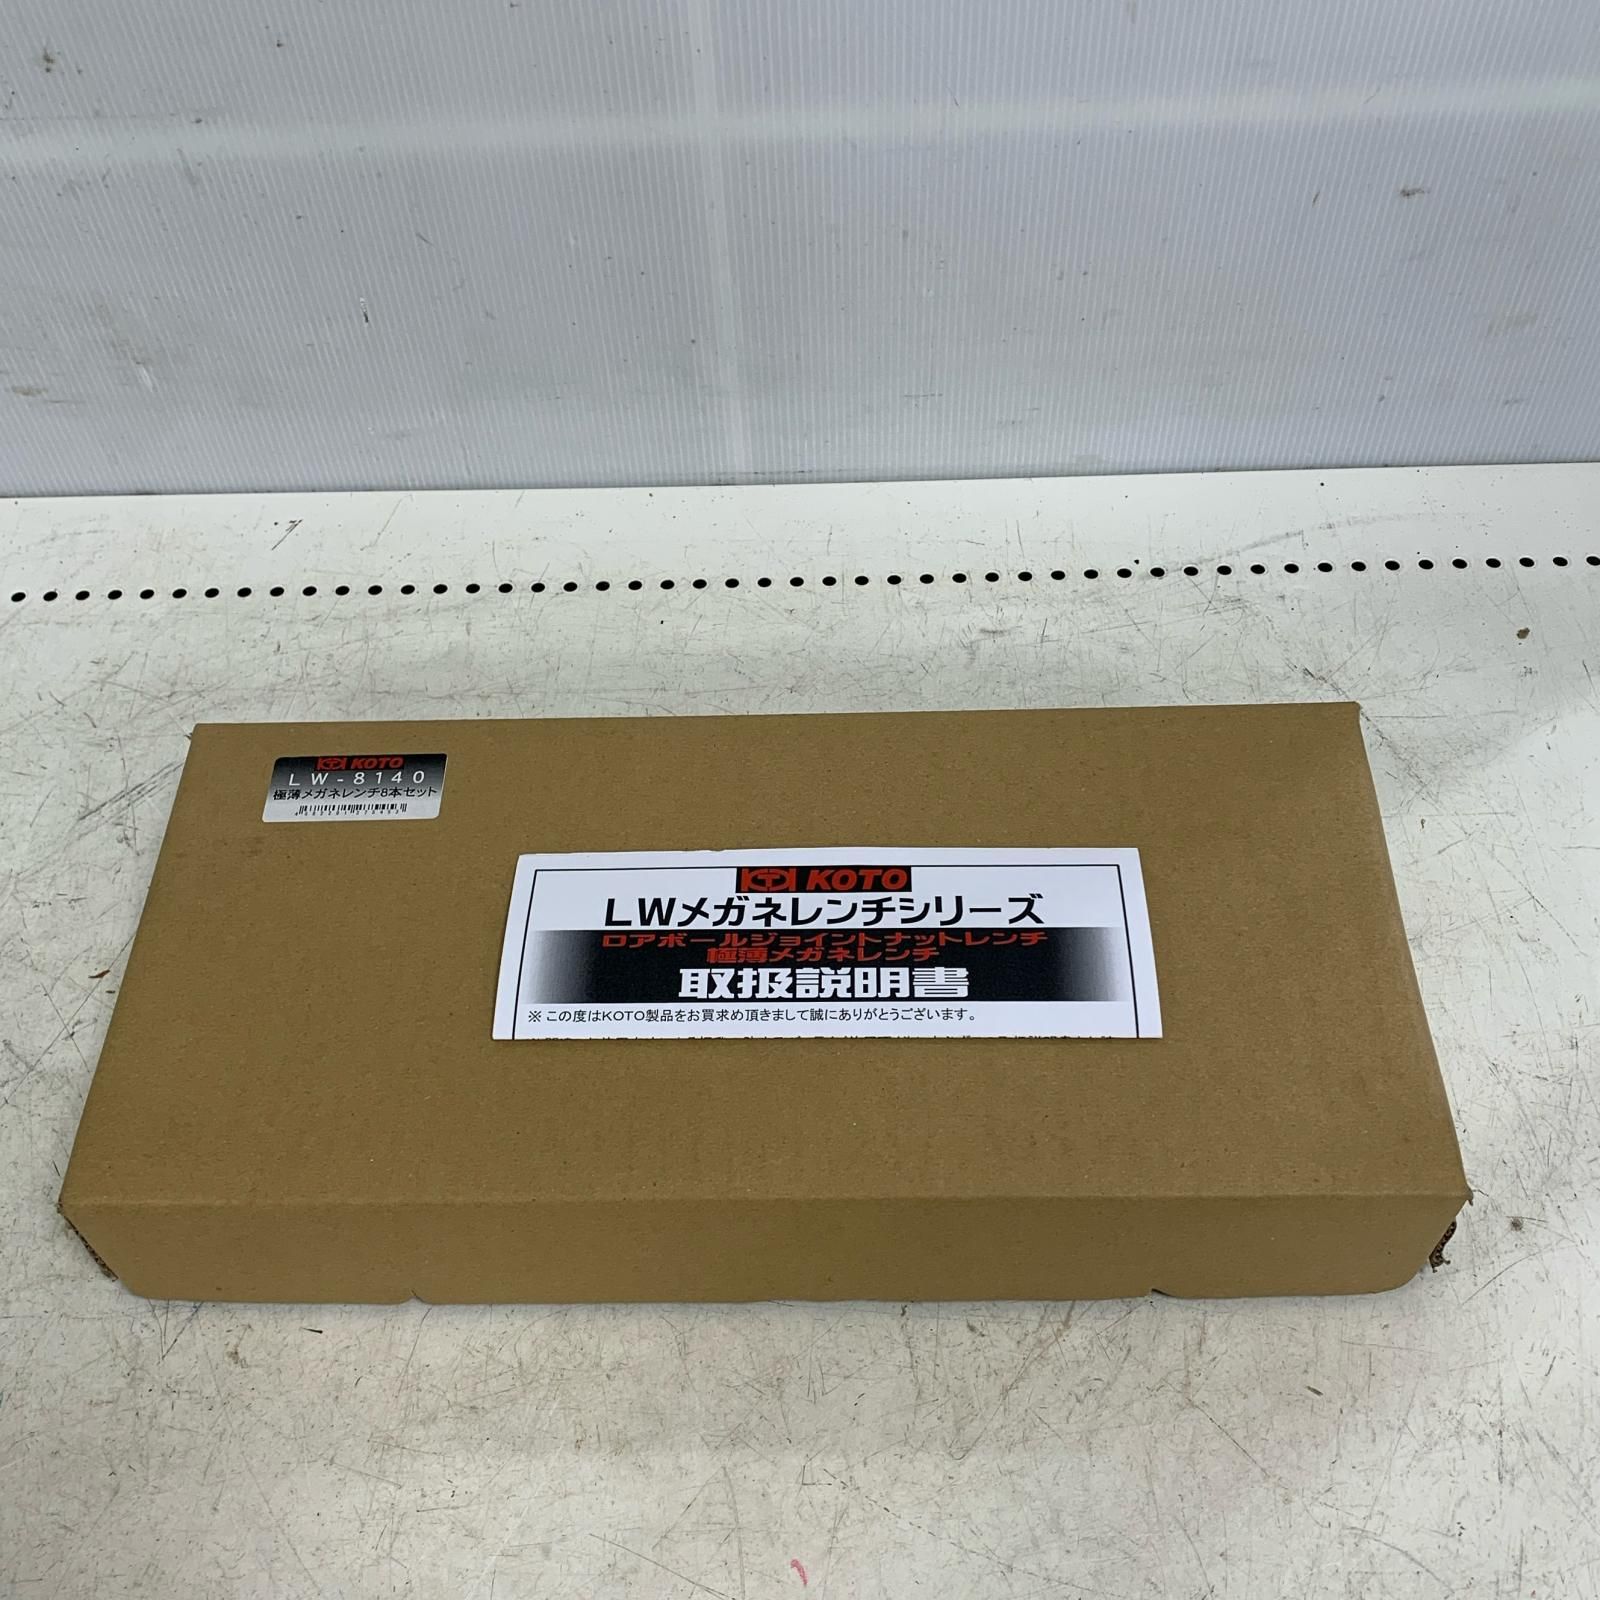 KOTO
LW-8140
極薄メガネレンチ8本セット
KOTO
LWメガネレンチシリーズ
ロアボールジョイントナットレンチ
極薄メガネレンチ
取扱説明書
※この度はKOTO製品をお買求め頂きまして誠にありがとうございます。